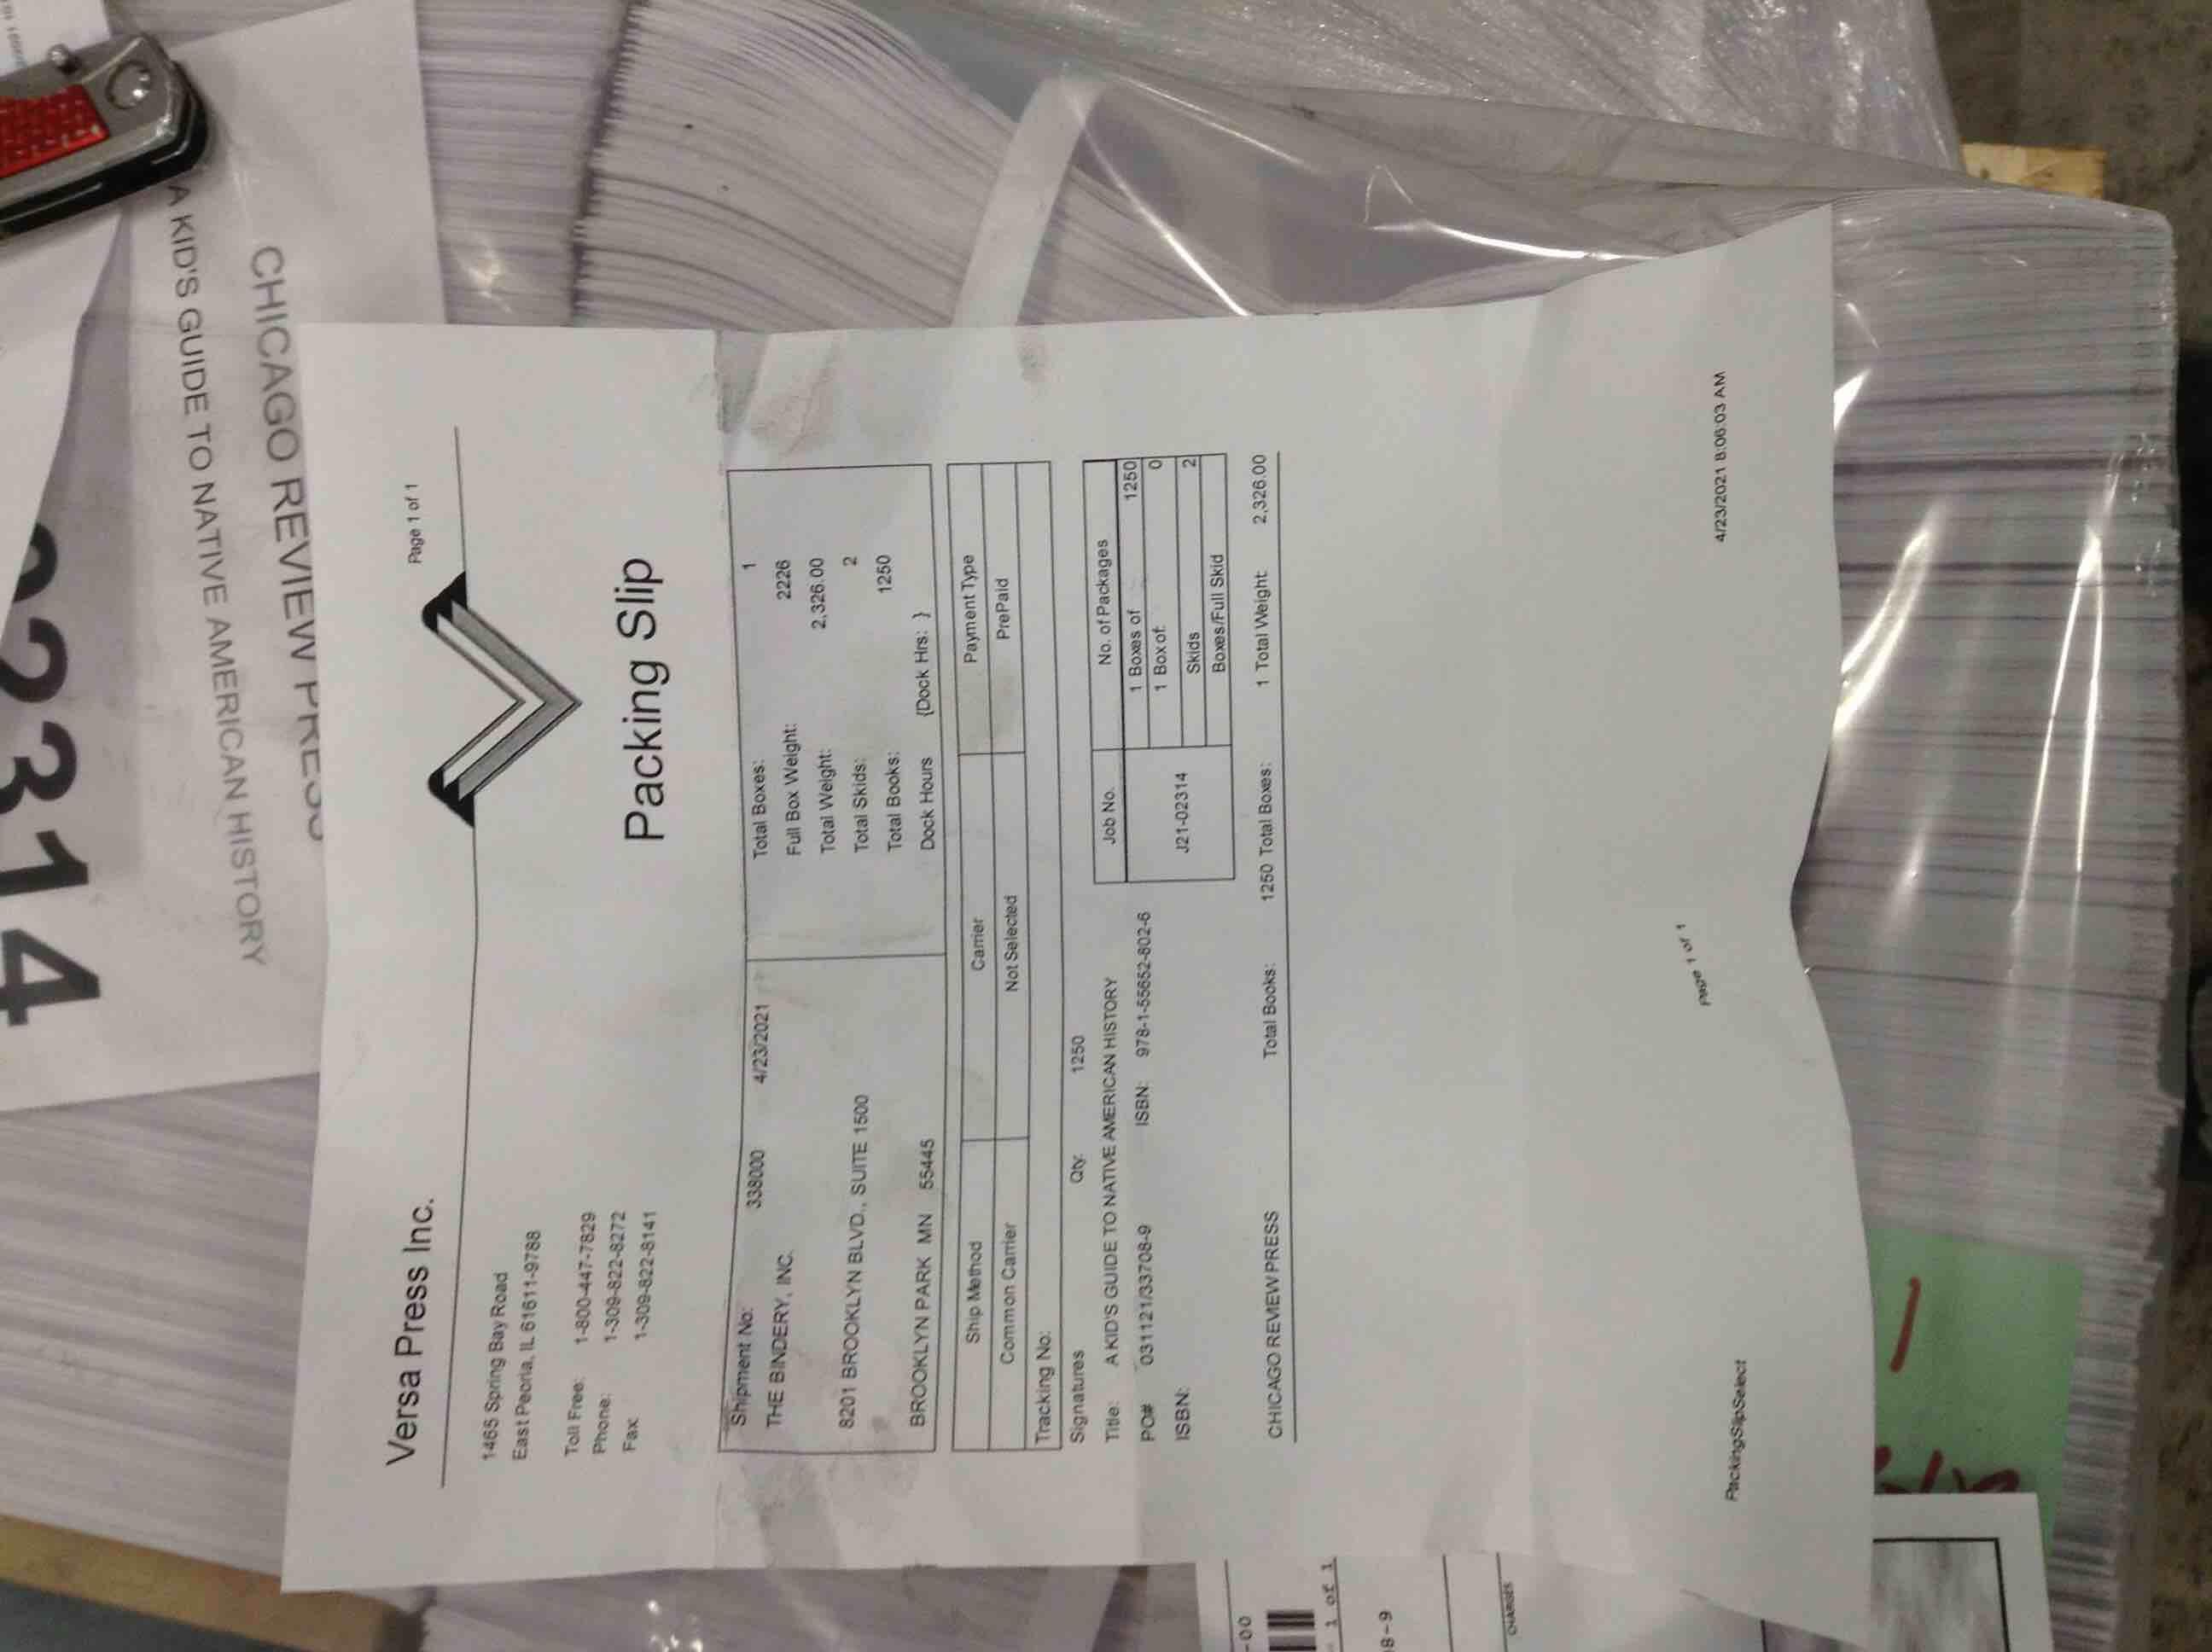 Page 1 of 1
Versa Press Inc.
1465 Spring Bay Road
East Peoria, IL 61611-9788
Toll Free: 1-800-447-7829
Phone: 1-309-822-8272
Fax: 1-309-822-8141
Packing Slip
Shipment No: 338000 4/23/2021
THE BINDERY, INC.
8201 BROOKLYN BLVD., SUITE 1500
BROOKLYN PARK MN 55445
Total Boxes: 1
Full Box Weight: 2226
Total Weight: 2,326.00
Total Skids: 2
Total Books: 1250
Dock Hours {Dock Hrs: }
Ship Method Carrier Payment Type
Common Carrier Not Selected PrePaid
Tracking No:
Signatures Qty: 1250
Title: A KID'S GUIDE TO NATIVE AMERICAN HISTORY
PO# 031121/33708-9 ISBN: 978-1-55652-802-6
ISBN:
Job No. No. of Packages
J21-02314
1 Boxes of 1250
1 Box of: 0
Skids 2
Boxes/Full Skid
CHICAGO REVIEW PRESS Total Books: 1250 Total Boxes: 1 Total Weight: 2,326.00
PackingSlipSelect Page 1 of 1 4/23/2021 8:06:03 AM
2314
A KID'S GUIDE TO NATIVE AMERICAN HISTORY
CHICAGO REVIEW PRESS
-00
1 of 1
8-9
CHARGES